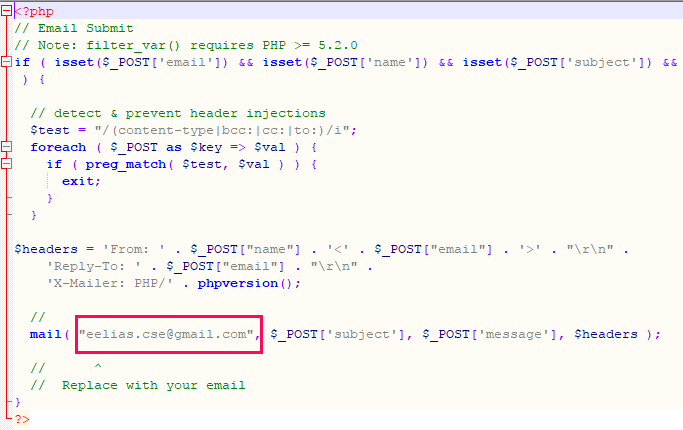 <?php
// Email Submit
// Note: filter_var() requires PHP >= 5.2.0
if ( isset($_POST['email']) && isset($_POST['name']) && isset($_POST['subject']) &&
) {
// detect & prevent header injections
$test = "/(content-type|bcc:|cc:|to:)/i";
foreach ( $_POST as $key => $val ) {
if ( preg_match( $test, $val ) ) {
exit;
}
}
$headers = 'From: ' . $_POST["name"] . '<' . $_POST["email"] . '>' . "\r\n" .
'Reply-To: ' . $_POST["email"] . "\r\n" .
'X-Mailer: PHP/' . phpversion();
//
mail( "eelias.cse@gmail.com", $_POST['subject'], $_POST['message'], $headers );
// ^
// Replace with your email
}
?>